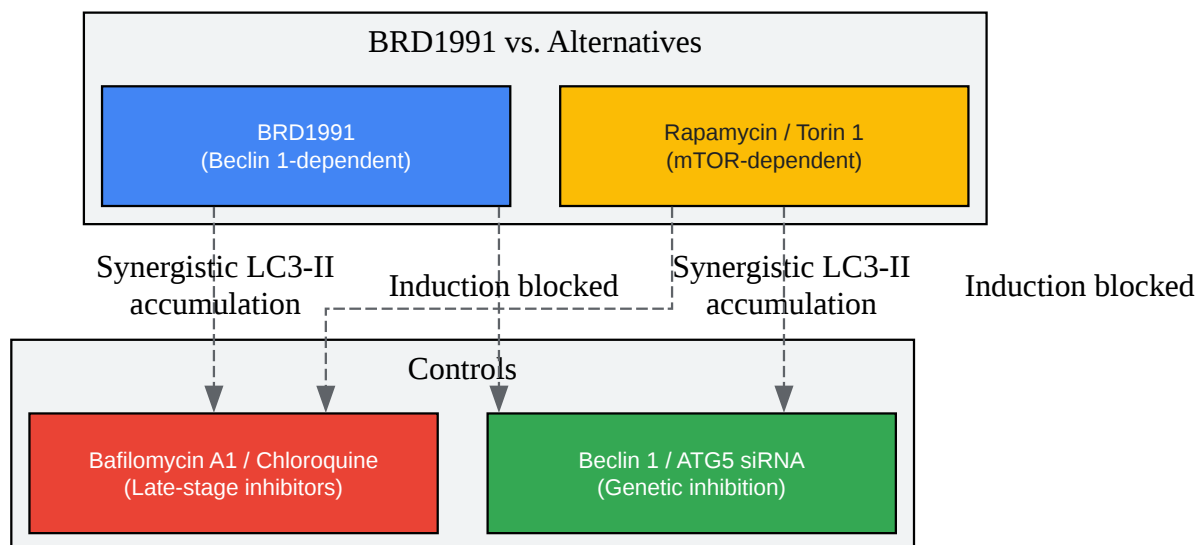 BRD1991 vs. Alternatives
BRD1991
(Beclin 1-dependent)
Rapamycin / Torin 1
(mTOR-dependent)
Synergistic LC3-II
accumulation
Induction blocked
Synergistic LC3-II
accumulation
Induction blocked
Controls
Bafilomycin A1 / Chloroquine
(Late-stage inhibitors)
Beclin 1 / ATG5 siRNA
(Genetic inhibition)